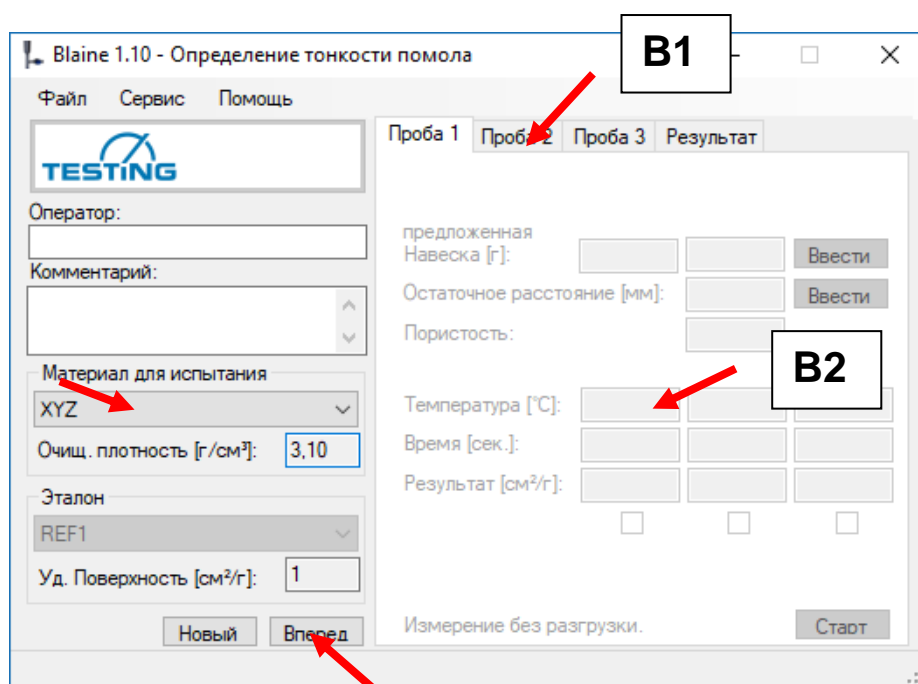 B1
Blaine 1.10 - Определение тонкости помола
Файл Сервис Помощь
TESTING
Оператор:
Комментарий:
Материал для испытания
XYZ
Очищ. плотность [г/см³]: 3,10
Эталон
REF1
Уд. Поверхность [см²/г]: 1
Новый Вперед
Проба 1 Проба 2 Проба 3 Результат
предложенная
Навеска [г]: Ввести
Остаточное расстояние [мм]: Ввести
Пористость:
B2
Температура [°C]:
Время [сек.]:
Результат [см²/г]:
Измерение без разгрузки. Старт